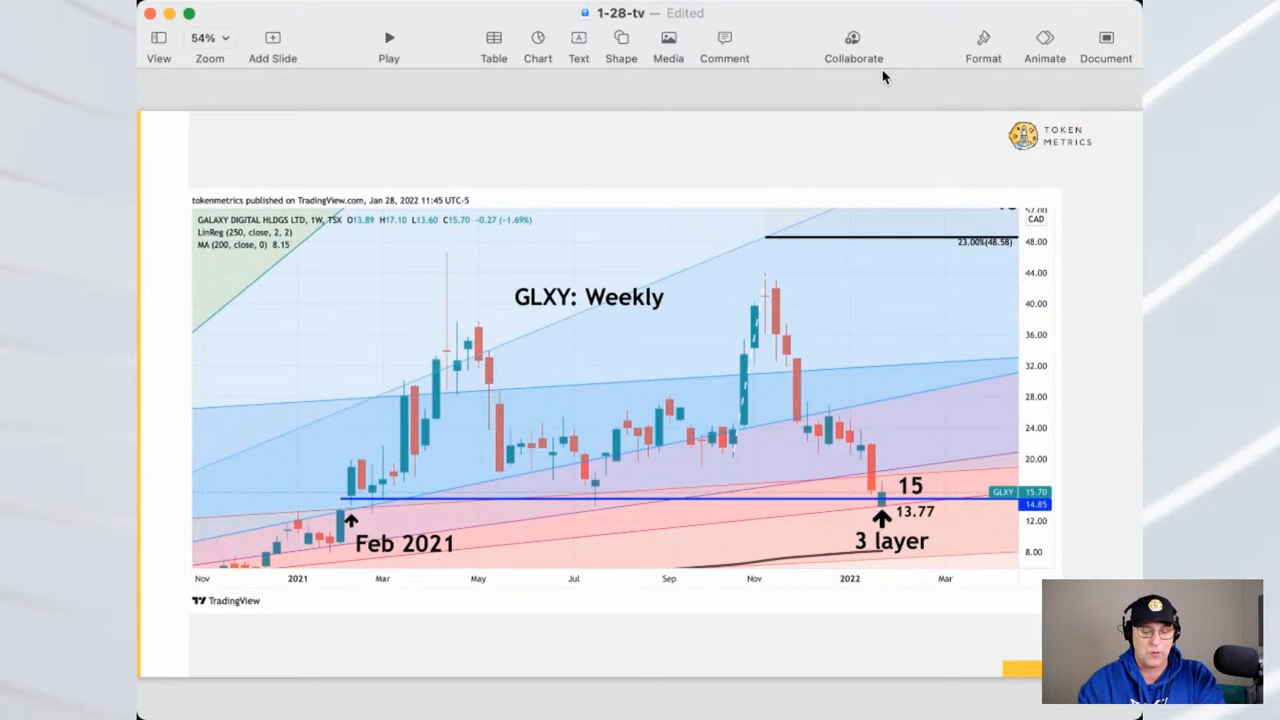 1-28-tv — Edited
54%
View
Zoom
Add Slide
Play
Table
Chart
Text
Shape
Media
Comment
Collaborate
Format
Animate
Document
TOKEN
METRICS
tokenmetrics published on TradingView.com, Jan 28, 2022 11:45 UTC-5
GALAXY DIGITAL HLDGS LTD, 1W, TSX O13.89 H17.10 L13.60 C15.70 −0.27 (−1.69%)
LinReg (250, close, 2, 2)
MA (200, close, 0) 8.15
CAD
23.00%(48.58)
48.00
44.00
GLXY: Weekly
40.00
36.00
32.00
28.00
24.00
20.00
15
GLXY 15.70
14.85
13.77
12.00
Feb 2021
3 layer
8.00
Nov
2021
Mar
May
Jul
Sep
Nov
2022
Mar
TradingView